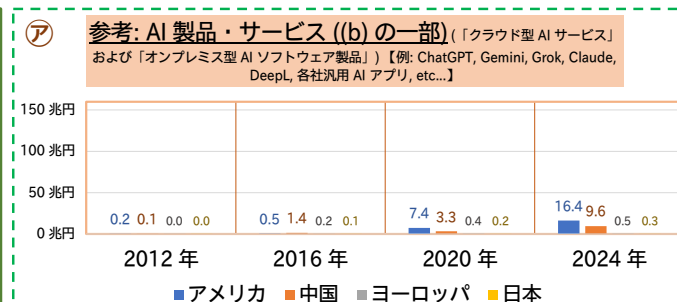 ㋐
参考: AI 製品・サービス ((b) の一部) (「クラウド型 AI サービス」
および「オンプレミス型 AI ソフトウェア製品」) 【例: ChatGPT, Gemini, Grok, Claude,
DeepL, 各社汎用 AI アプリ, etc...】
150 兆円
100 兆円
50 兆円
0 兆円
0.2 0.1 0.0 0.0
0.5 1.4 0.2 0.1
7.4 3.3 0.4 0.2
16.4 9.6 0.5 0.3
2012 年 2016 年 2020 年 2024 年
アメリカ 中国 ヨーロッパ 日本